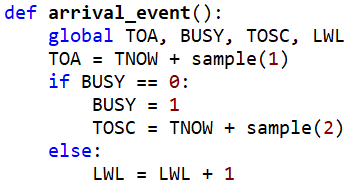 def arrival_event():
    global TOA, BUSY, TOSC, LWL
    TOA = TNOW + sample(1)
    if BUSY == 0:
        BUSY = 1
        TOSC = TNOW + sample(2)
    else:
        LWL = LWL + 1